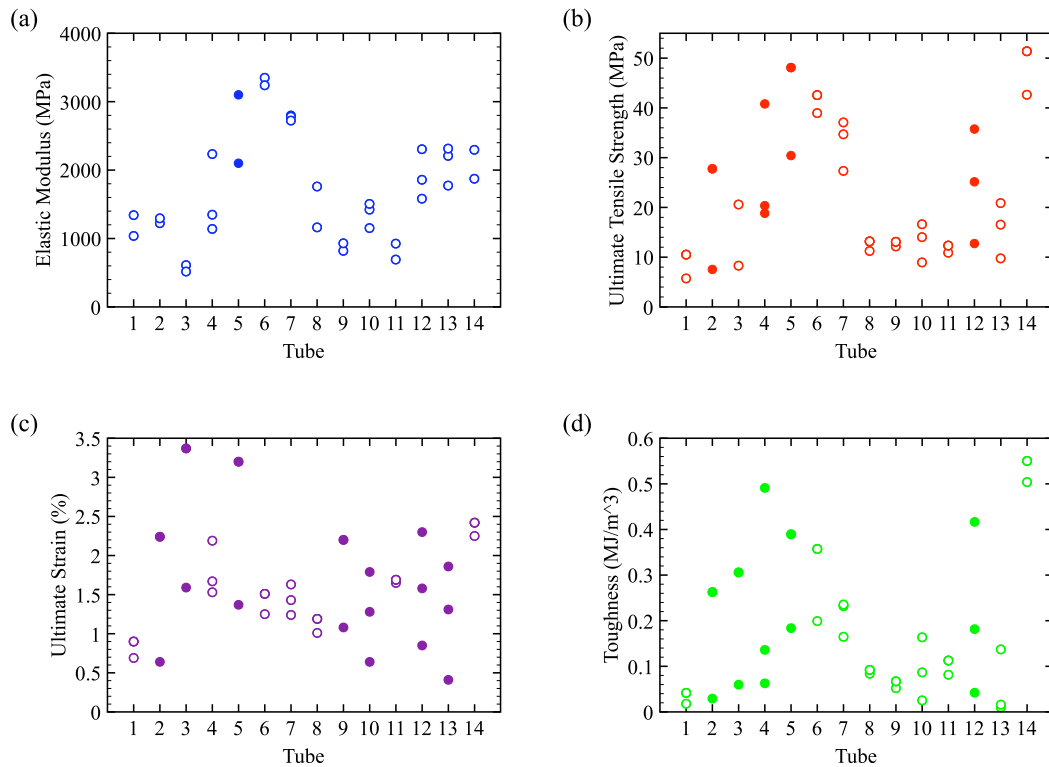 (a)
4000
3000
2000
1000
0
Elastic Modulus (MPa)
1 2 3 4 5 6 7 8 9 10 11 12 13 14
Tube
(b)
50
40
30
20
10
0
Ultimate Tensile Strength (MPa)
1 2 3 4 5 6 7 8 9 10 11 12 13 14
Tube
(c)
3.5
3
2.5
2
1.5
1
0.5
0
Ultimate Strain (%)
1 2 3 4 5 6 7 8 9 10 11 12 13 14
Tube
(d)
0.6
0.5
0.4
0.3
0.2
0.1
0
Toughness (MJ/m^3)
1 2 3 4 5 6 7 8 9 10 11 12 13 14
Tube